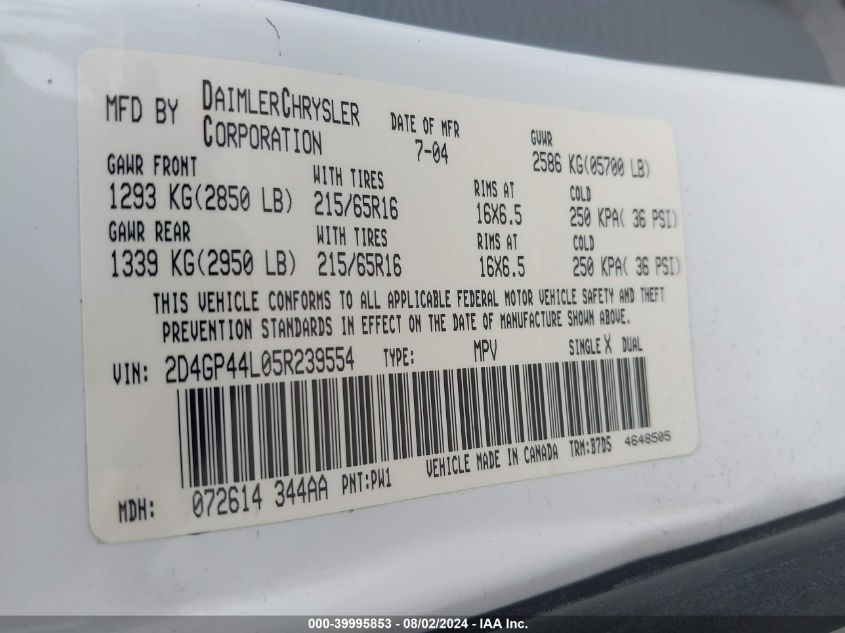 MFD BY DAIMLERCHRYSLER CORPORATION DATE OF MFR 7-04 GVWR 2586 KG(05700 LB)
GAWR FRONT WITH TIRES RIMS AT COLD
1293 KG(2850 LB) 215/65R16 16X6.5 250 KPA( 36 PSI)
GAWR REAR WITH TIRES RIMS AT COLD
1339 KG(2950 LB) 215/65R16 16X6.5 250 KPA( 36 PSI)
THIS VEHICLE CONFORMS TO ALL APPLICABLE FEDERAL MOTOR VEHICLE SAFETY AND THEFT
PREVENTION STANDARDS IN EFFECT ON THE DATE OF MANUFACTURE SHOWN ABOVE.
VIN: 2D4GP44L05R239554 TYPE: MPV SINGLE X DUAL
MDH: 072614 344AA PNT:PW1 VEHICLE MADE IN CANADA TRM:B7D5 4648505
000-39995853 - 08/02/2024 - IAA Inc.